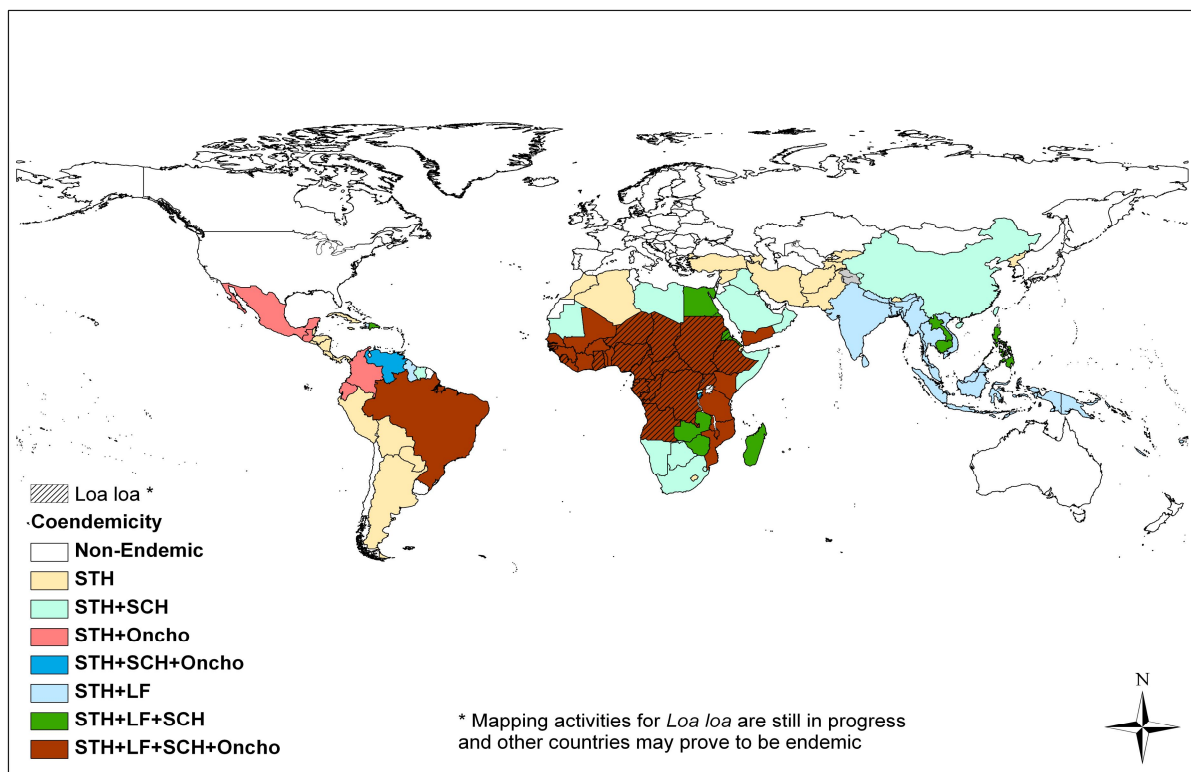 Loa loa *
Coendemicity
Non-Endemic
STH
STH+SCH
STH+Oncho
STH+SCH+Oncho
STH+LF
STH+LF+SCH
STH+LF+SCH+Oncho
* Mapping activities for Loa loa are still in progress
and other countries may prove to be endemic
N